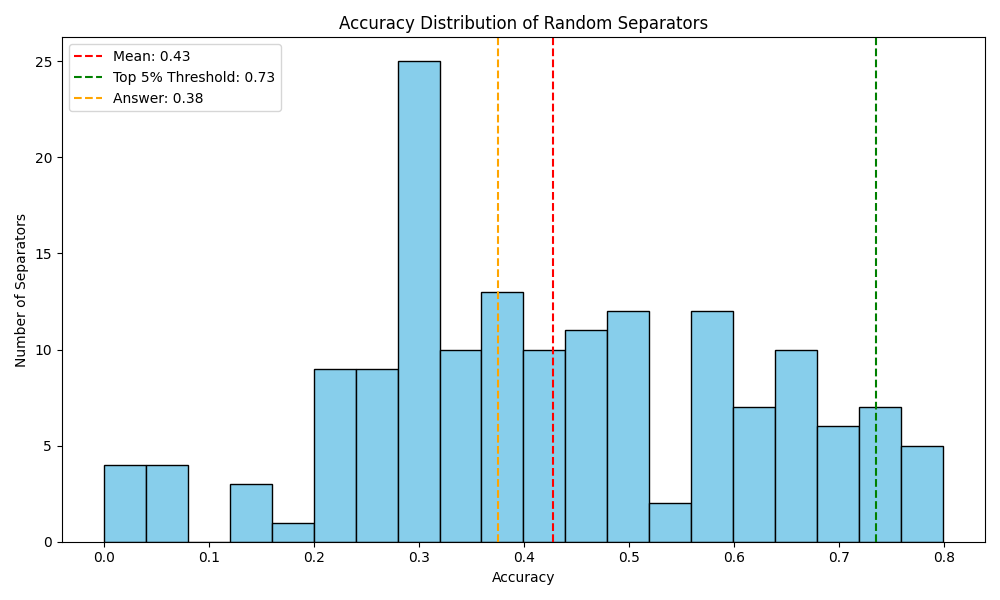 Accuracy Distribution of Random Separators
Mean: 0.43
Top 5% Threshold: 0.73
Answer: 0.38
25
20
15
10
5
0
Number of Separators
0.0 0.1 0.2 0.3 0.4 0.5 0.6 0.7 0.8
Accuracy